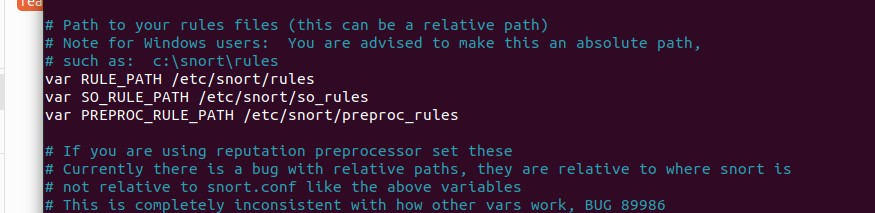 rea
# Path to your rules files (this can be a relative path)
# Note for Windows users:  You are advised to make this an absolute path,
# such as:  c:\snort\rules
var RULE_PATH /etc/snort/rules
var SO_RULE_PATH /etc/snort/so_rules
var PREPROC_RULE_PATH /etc/snort/preproc_rules
# If you are using reputation preprocessor set these
# Currently there is a bug with relative paths, they are relative to where snort is
# not relative to snort.conf like the above variables
# This is completely inconsistent with how other vars work, BUG 89986